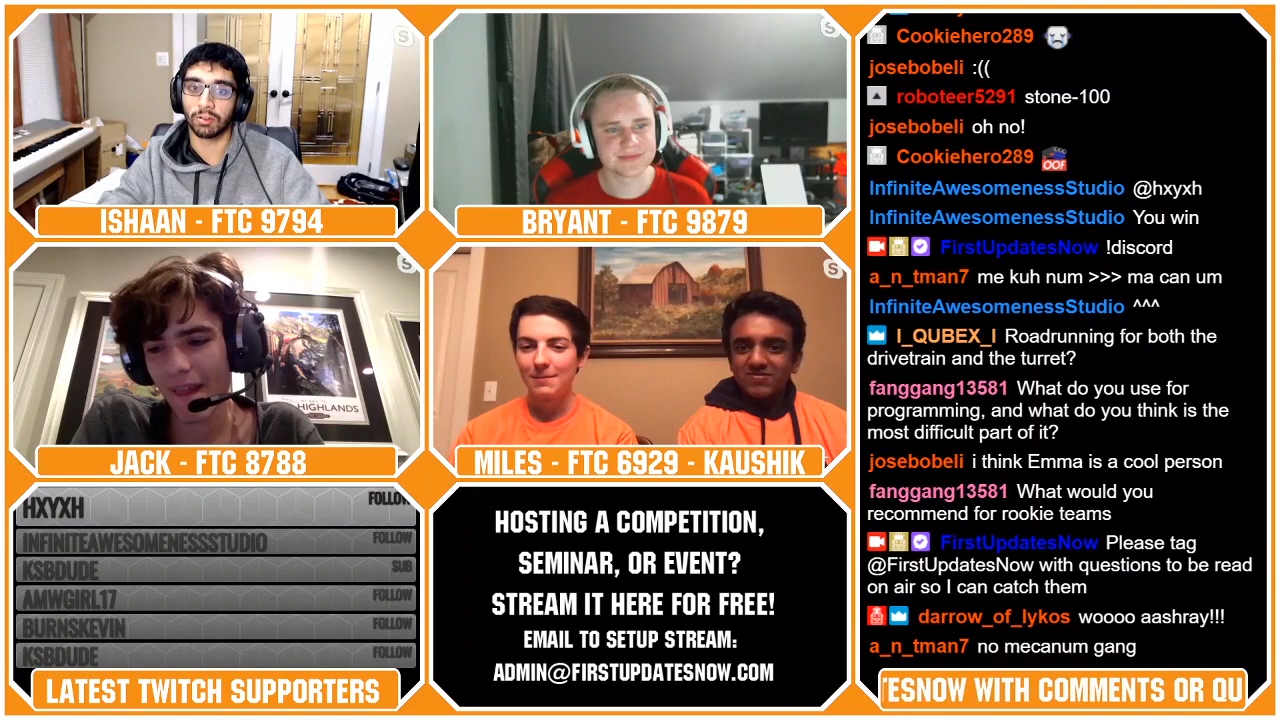 ISHAAN - FTC 9794
BRYANT - FTC 9879
HIGHLANDS
JACK - FTC 8788
MILES - FTC 6929 - KAUSHIK
HXYXH FOLLOW
INFINITEAWESOMENESSSTUDIO FOLLOW
KSBDUDE SUB
AMWGIRL17 FOLLOW
BURNSKEVIN FOLLOW
KSBDUDE FOLLOW
LATEST TWITCH SUPPORTERS
HOSTING A COMPETITION,
SEMINAR, OR EVENT?
STREAM IT HERE FOR FREE!
EMAIL TO SETUP STREAM:
ADMIN@FIRSTUPDATESNOW.COM
Cookiehero289
josebobeli :((
roboteer5291 stone-100
josebobeli oh no!
Cookiehero289 OOF
InfiniteAwesomenessStudio @hxyxh
InfiniteAwesomenessStudio You win
FirstUpdatesNow !discord
a_n_tman7 me kuh num >>> ma can um
InfiniteAwesomenessStudio ^^^
I_QUBEX_I Roadrunning for both the
drivetrain and the turret?
fanggang13581 What do you use for
programming, and what do you think is the
most difficult part of it?
josebobeli i think Emma is a cool person
fanggang13581 What would you
recommend for rookie teams
FirstUpdatesNow Please tag
@FirstUpdatesNow with questions to be read
on air so I can catch them
darrow_of_lykos woooo aashray!!!
a_n_tman7 no mecanum gang
TESNOW WITH COMMENTS OR QU